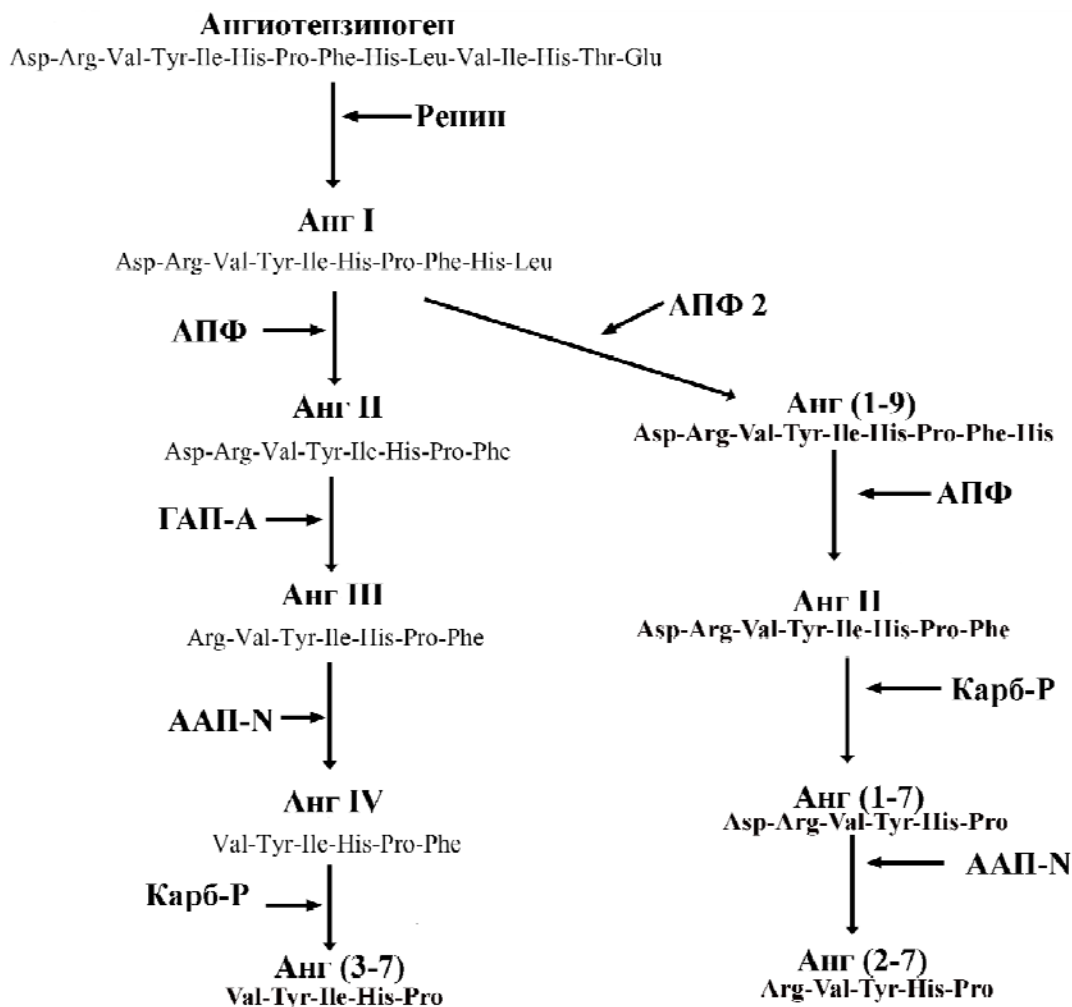 Ангиотензиноген
Asp-Arg-Val-Tyr-Ile-His-Pro-Phe-His-Leu-Val-Ile-His-Thr-Glu
Ренин
Анг I
Asp-Arg-Val-Tyr-Ile-His-Pro-Phe-His-Leu
АПФ
АПФ 2
Анг II
Asp-Arg-Val-Tyr-Ile-His-Pro-Phe
Анг (1-9)
Asp-Arg-Val-Tyr-Ile-His-Pro-Phe-His
ГАП-А
АПФ
Анг III
Arg-Val-Tyr-Ile-His-Pro-Phe
Анг II
Asp-Arg-Val-Tyr-Ile-His-Pro-Phe
ААП-N
Карб-Р
Анг IV
Val-Tyr-Ile-His-Pro-Phe
Анг (1-7)
Asp-Arg-Val-Tyr-His-Pro
Карб-Р
ААП-N
Анг (3-7)
Val-Tyr-Ile-His-Pro
Анг (2-7)
Arg-Val-Tyr-His-Pro